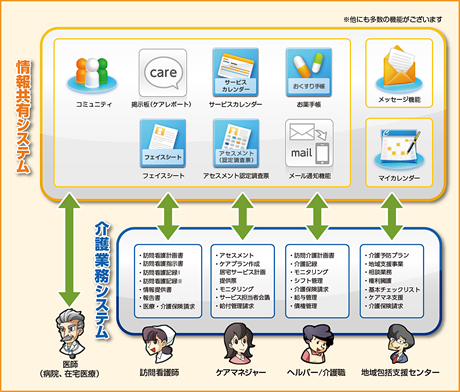 ※他にも多数の機能がございます
情報共有システム
コミュニティ
care
掲示板(ケアレポート)
サービス
カレンダー
サービスカレンダー
おくすり手帳
お薬手帳
メッセージ機能
フェイスシート
フェイスシート
アセスメント
(認定調査票)
アセスメント認定調査票
mail
メール通知機能
マイカレンダー
介護業務システム
・訪問看護計画書
・訪問看護指示書
・訪問看護記録Ⅰ
・訪問看護記録Ⅱ
・情報提供書
・報告書
・医療・介護保険請求
・アセスメント
・ケアプラン作成
居宅サービス計画
提供票
・モニタリング
・サービス担当者会議
・給付管理請求
・訪問介護計画書
・介護記録
・モニタリング
・シフト管理
・介護保険請求
・給与管理
・債権管理
・介護予防プラン
・地域支援事業
・相談業務
・権利擁護
・基本チェックリスト
・ケアマネ支援
・介護保険請求
医師
(病院、在宅医療)
訪問看護師
ケアマネジャー
ヘルパー/介護職
地域包括支援センター